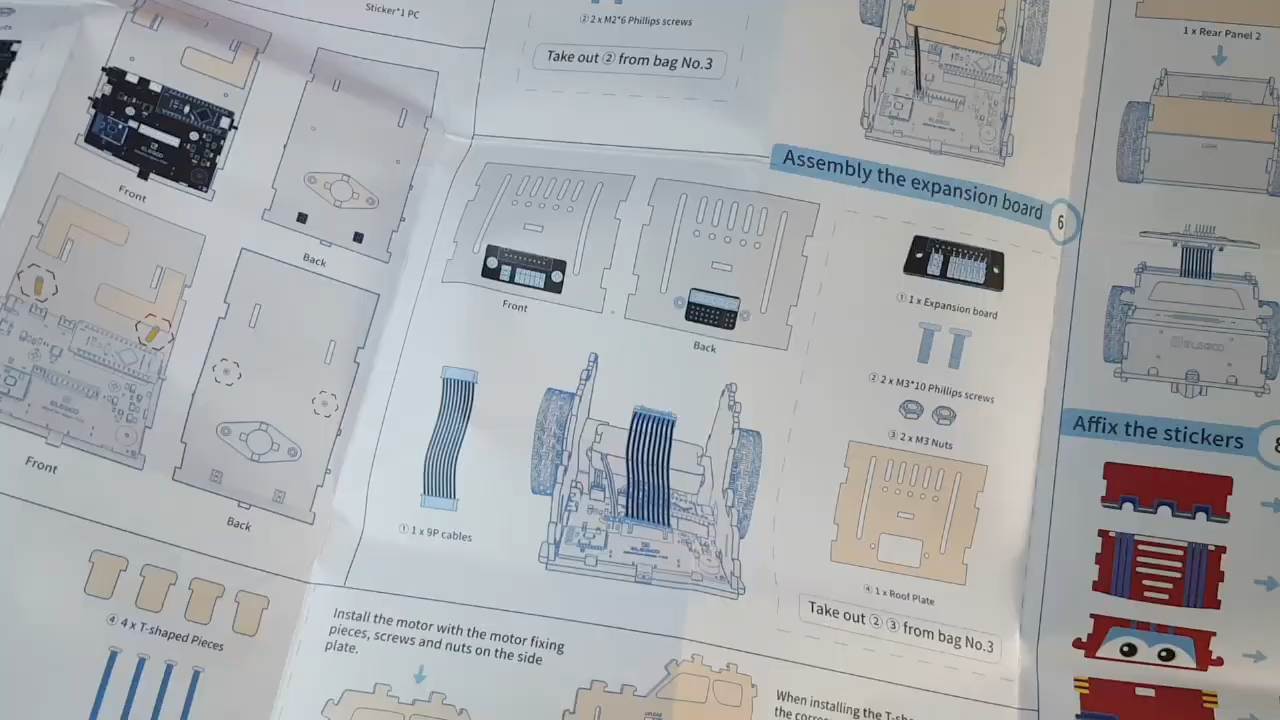 Sticker*1 PC
② 2 x M2*6 Phillips screws
Take out ② from bag No.3
1 x Rear Panel 2
Front
Back
Front
Back
④ 4 x T-shaped Pieces
Assembly the expansion board
6
Front
Back
① 1 x Expansion board
② 2 x M3*10 Phillips screws
③ 2 x M3 Nuts
④ 1 x Roof Plate
Take out ② ③ from bag No.3
① 1 x 9P cables
ELEGOO
ELEGOO
Affix the stickers
Install the motor with the motor fixing
pieces, screws and nuts on the side
plate.
When installing the